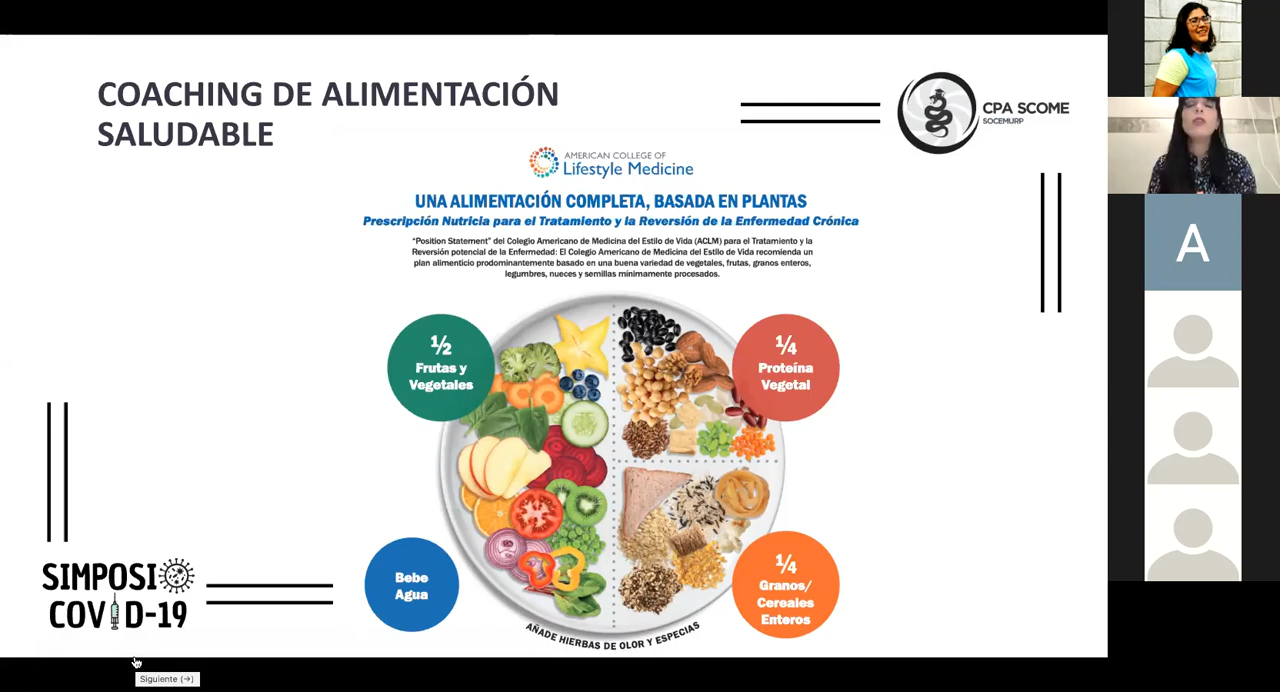 COACHING DE ALIMENTACIÓN
SALUDABLE
CPA SCOME
SOCEMURP
AMERICAN COLLEGE OF
Lifestyle Medicine
UNA ALIMENTACIÓN COMPLETA, BASADA EN PLANTAS
Prescripción Nutricia para el Tratamiento y la Reversión de la Enfermedad Crónica
“Position Statement” del Colegio Americano de Medicina del Estilo de Vida (ACLM) para el Tratamiento y la
Reversión potencial de la Enfermedad: El Colegio Americano de Medicina del Estilo de Vida recomienda un
plan alimenticio predominantemente basado en una buena variedad de vegetales, frutas, granos enteros,
legumbres, nueces y semillas mínimamente procesados.
½
Frutas y
Vegetales
¼
Proteína
Vegetal
Bebe
Agua
¼
Granos/
Cereales
Enteros
AÑADE HIERBAS DE OLOR Y ESPECIAS
SIMPOSI
COVID-19
Siguiente (→)
A